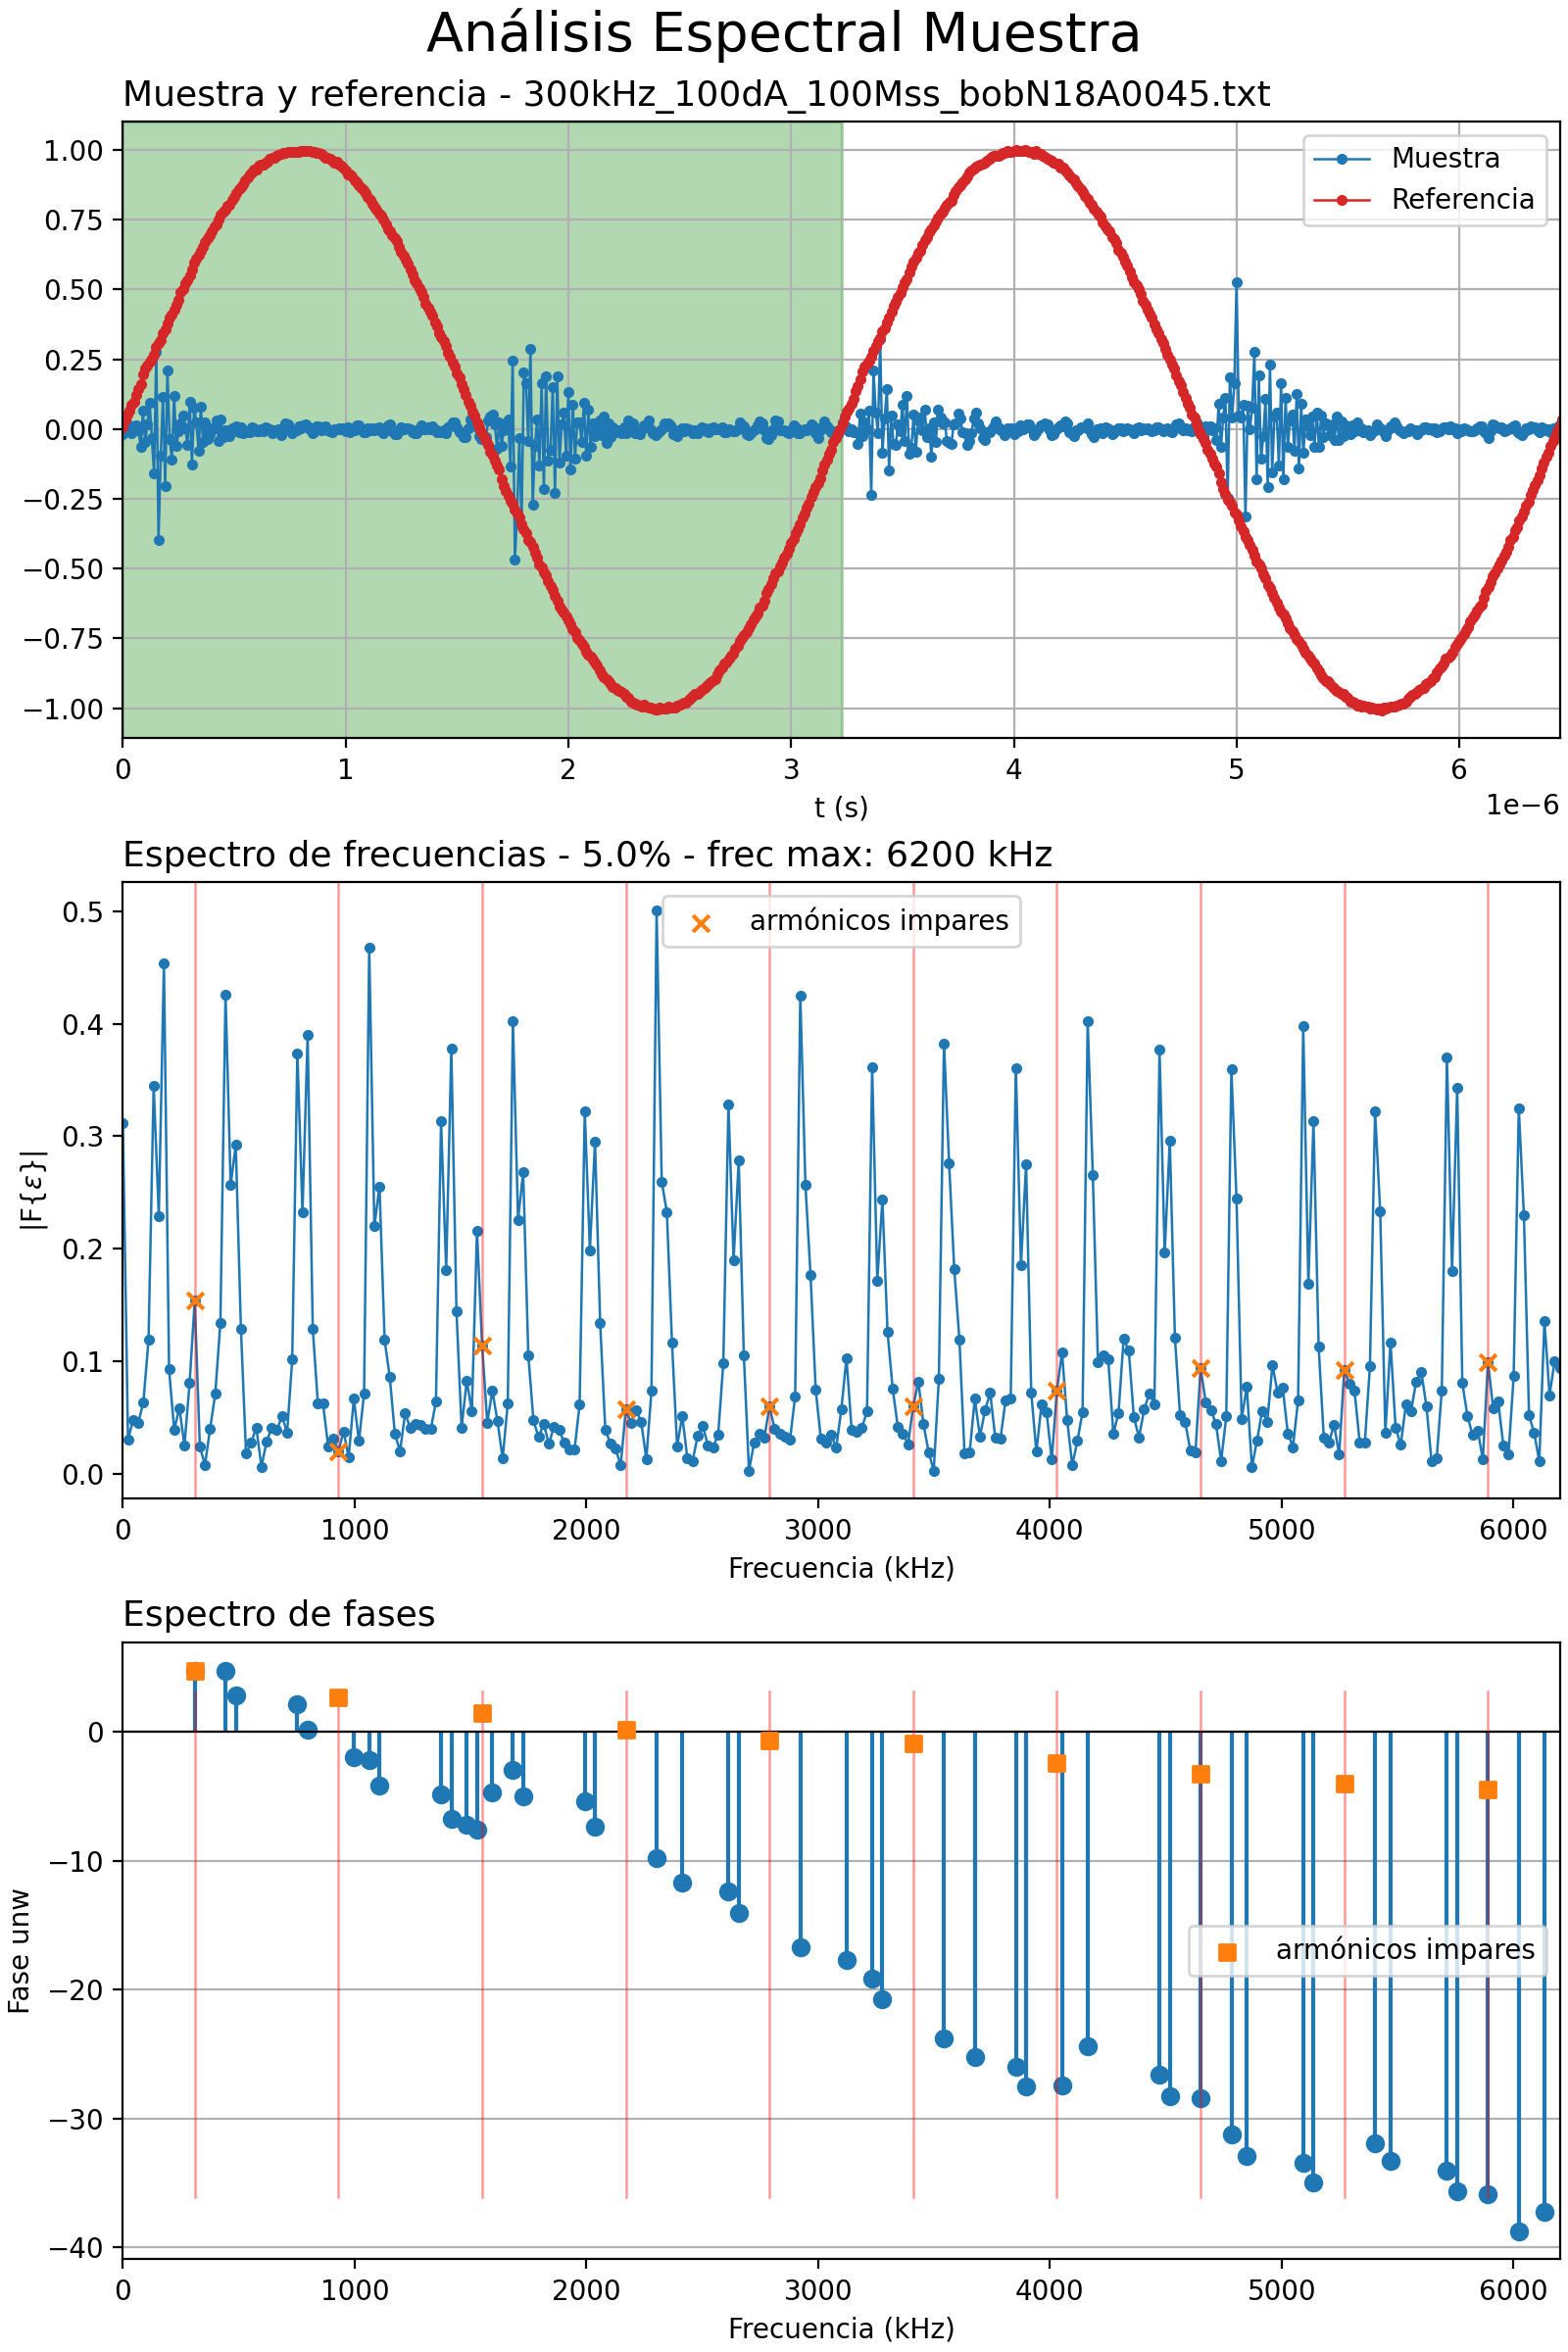 Análisis Espectral Muestra
Muestra y referencia - 300kHz_100dA_100Mss_bobN18A0045.txt
1.00
0.75
0.50
0.25
0.00
−0.25
−0.50
−0.75
−1.00
Muestra
Referencia
0 1 2 3 4 5 6
t (s)
1e−6
Espectro de frecuencias - 5.0% - frec max: 6200 kHz
armónicos impares
0.5
0.4
0.3
0.2
0.1
0.0
|F{ε}|
0 1000 2000 3000 4000 5000 6000
Frecuencia (kHz)
Espectro de fases
0
−10
−20
−30
−40
Fase unw
armónicos impares
0 1000 2000 3000 4000 5000 6000
Frecuencia (kHz)